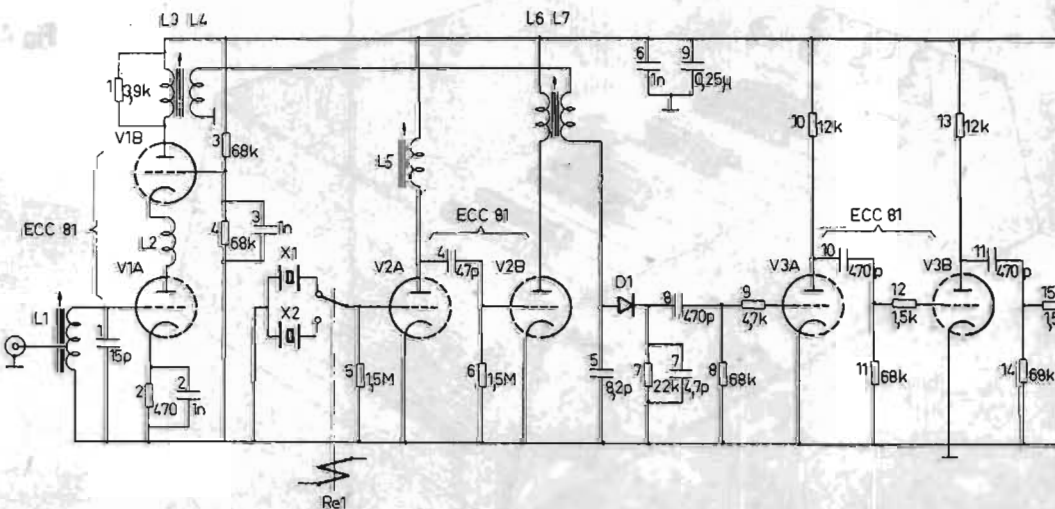 L3 L4
L6 L7
1
3,9k
6
1n
9
0,25µ
V1B
3
68k
10
12k
13
12k
L5
ECC 81
L2
4
68k
3
1n
V1A
X1
X2
V2A
4
47p
ECC 81
V2B
D1
8
470p
9
4,7k
V3A
ECC 81
10
470p
V3B
11
470p
12
1,5k
15
L1
1
15p
2
470
2
1n
5
1,5M
6
1,5M
5
8,2p
7
22k
7
4,7p
8
68k
11
68k
14
68k
Re1